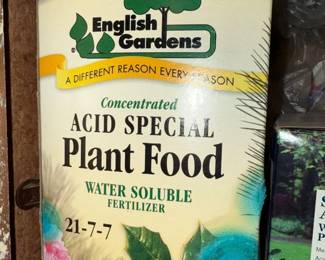 English
Gardens
®
A DIFFERENT REASON EVERY SEASON
Concentrated
ACID SPECIAL
Plant Food
WATER SOLUBLE
FERTILIZER
21-7-7